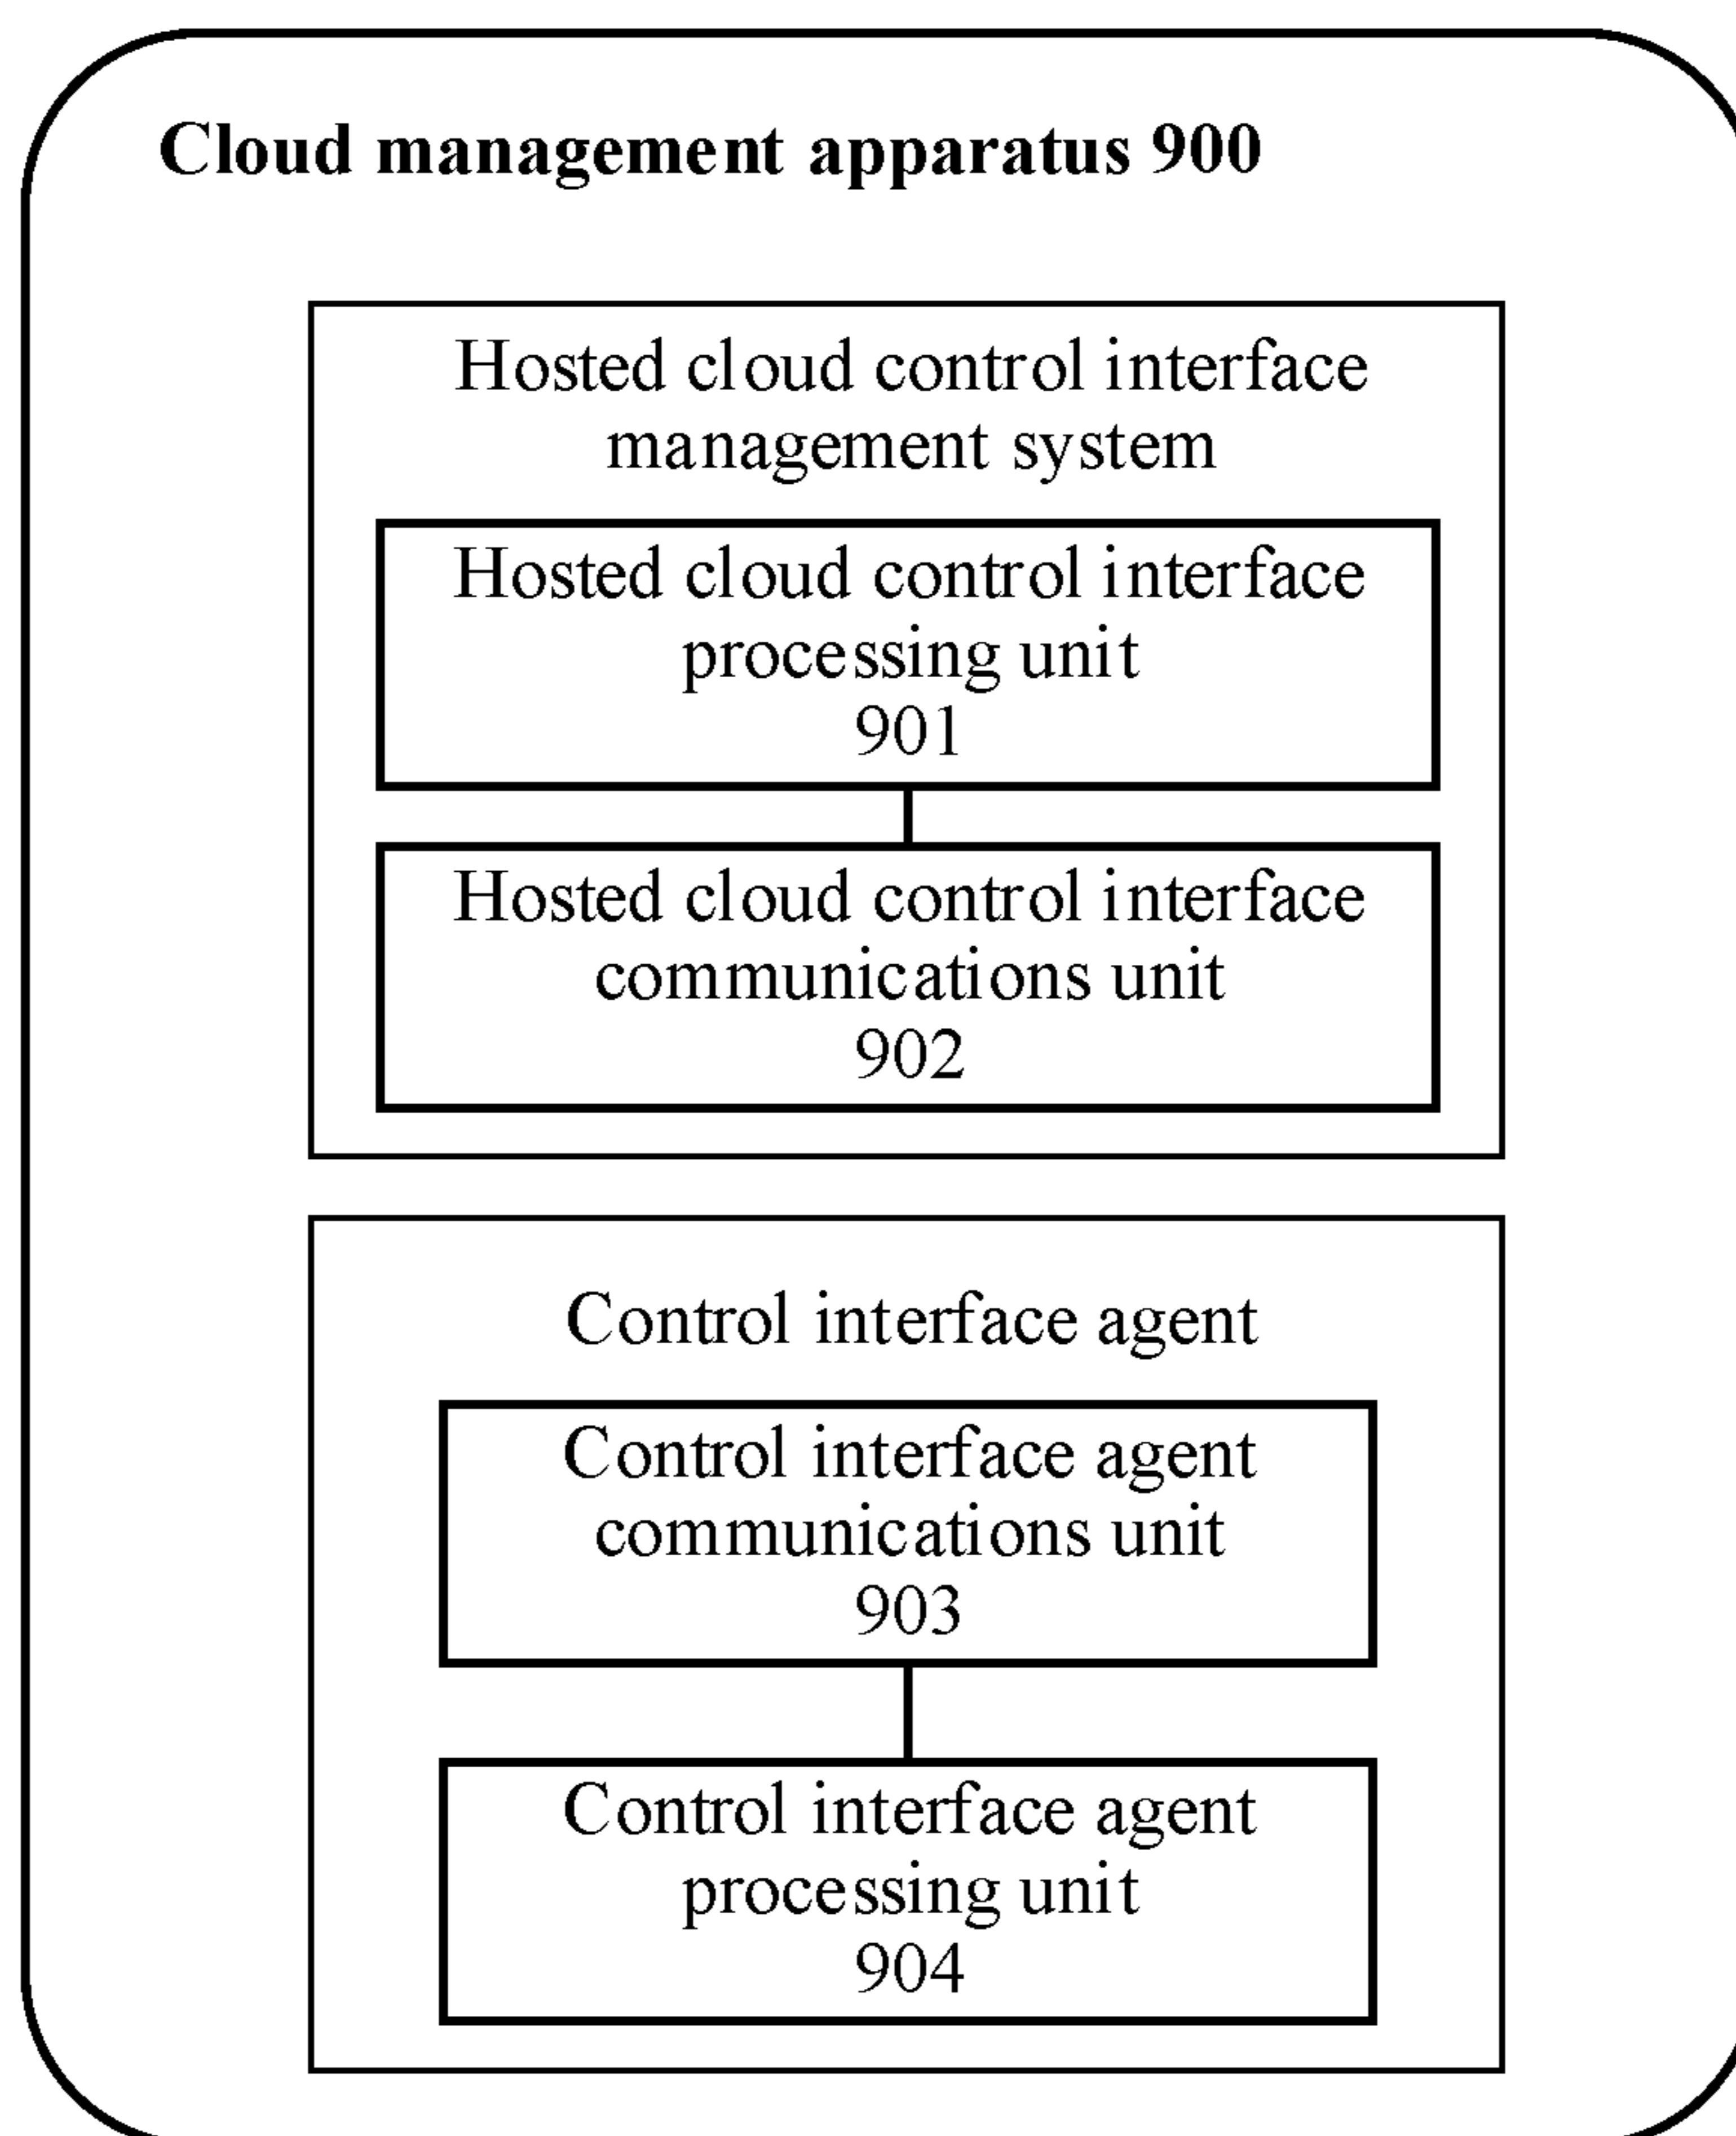 Cloud management apparatus 900
Hosted cloud control interface
management system
Hosted cloud control interface
processing unit
901
Hosted cloud control interface
communications unit
902
Control interface agent
Control interface agent
communications unit
903
Control interface agent
processing unit
904